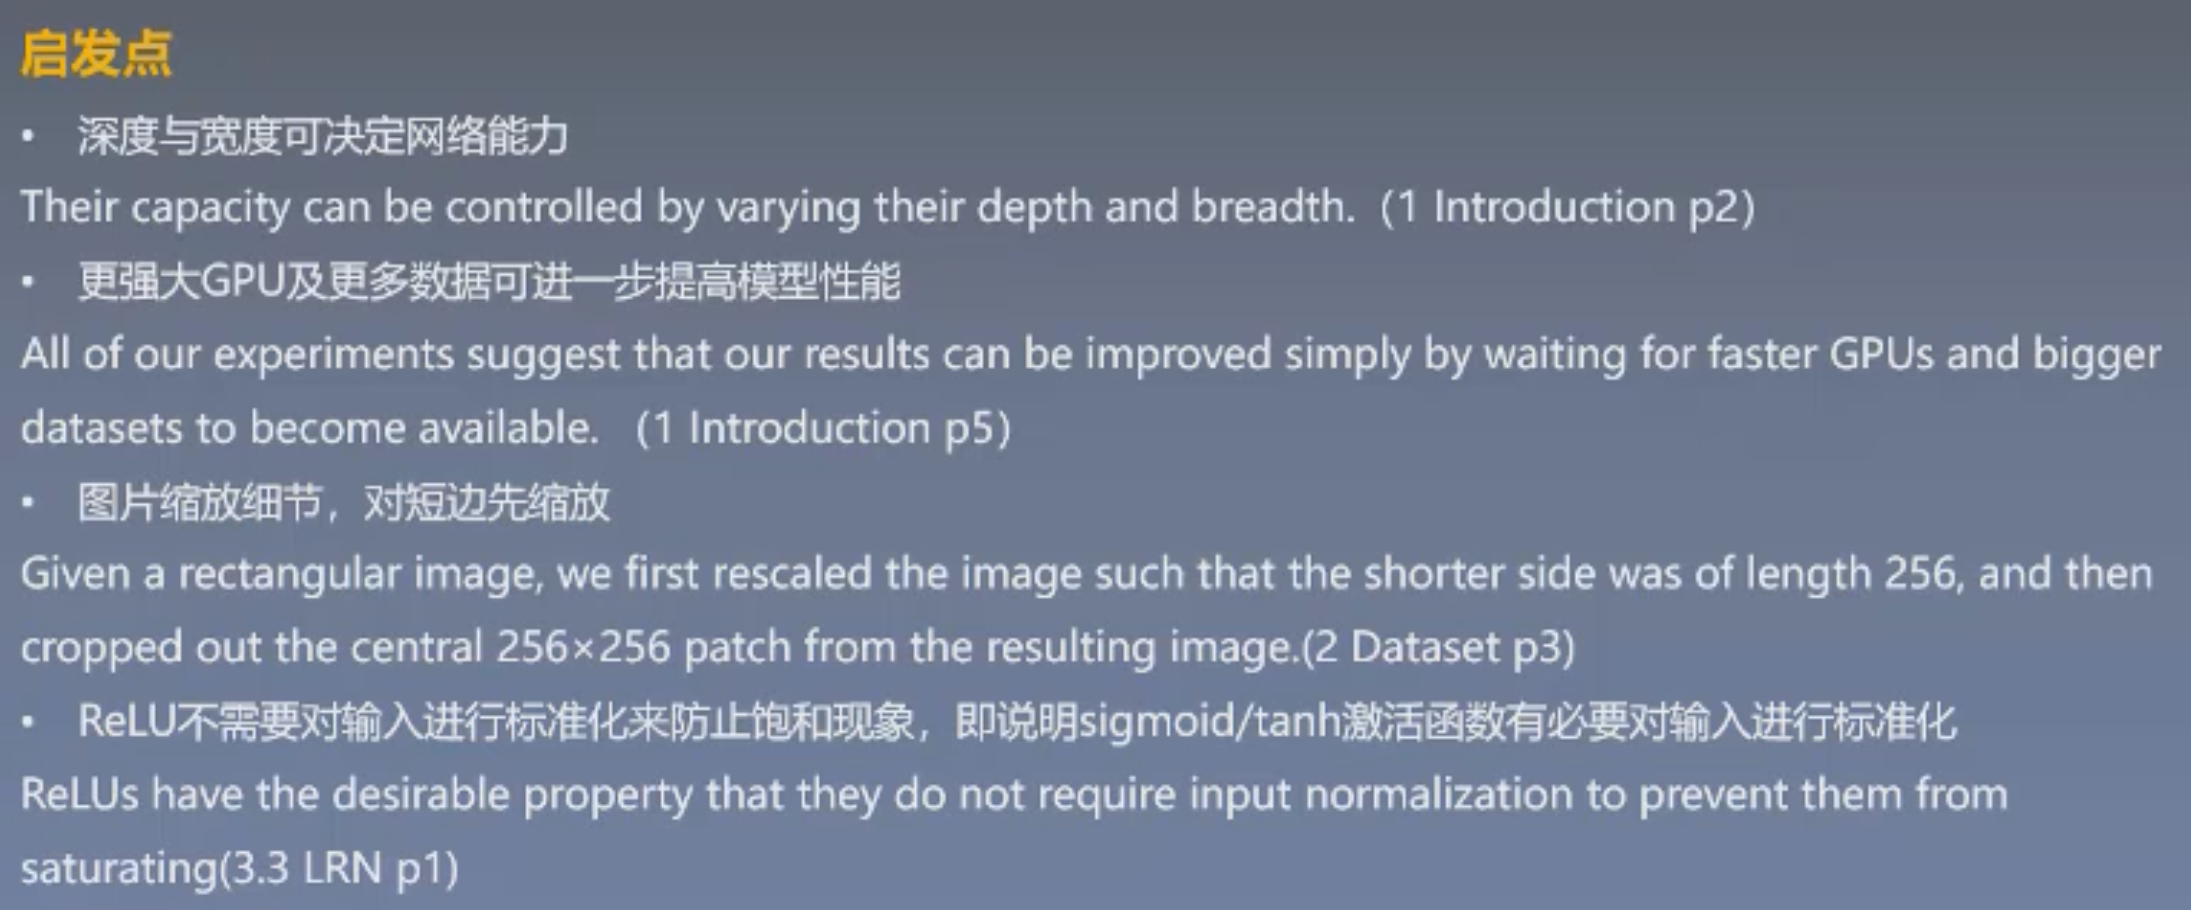 启发点
• 深度与宽度可决定网络能力
Their capacity can be controlled by varying their depth and breadth.（1 Introduction p2）
• 更强大GPU及更多数据可进一步提高模型性能
All of our experiments suggest that our results can be improved simply by waiting for faster GPUs and bigger
datasets to become available. （1 Introduction p5）
• 图片缩放细节，对短边先缩放
Given a rectangular image, we first rescaled the image such that the shorter side was of length 256, and then
cropped out the central 256×256 patch from the resulting image.(2 Dataset p3)
• ReLU不需要对输入进行标准化来防止饱和现象，即说明sigmoid/tanh激活函数有必要对输入进行标准化
ReLUs have the desirable property that they do not require input normalization to prevent them from
saturating(3.3 LRN p1)